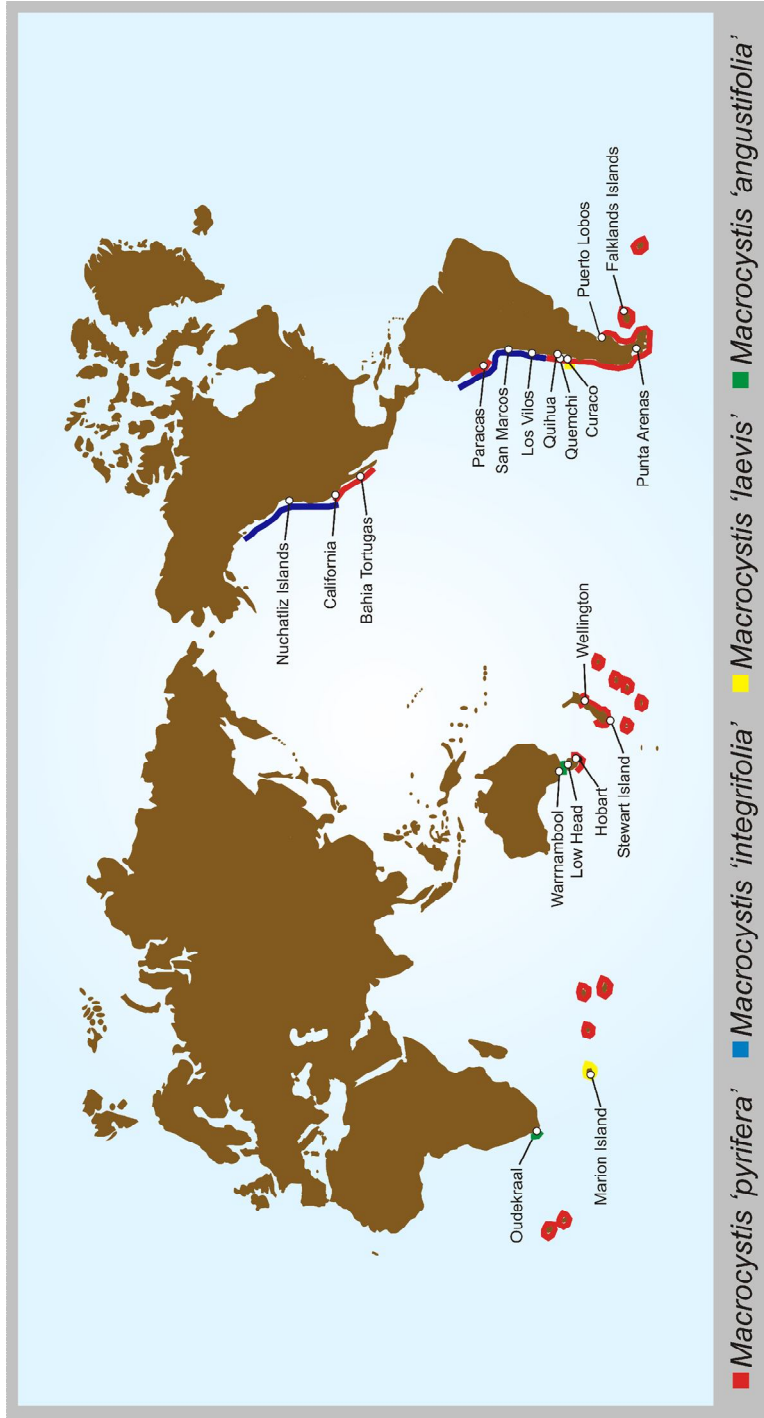 Nuchatliz Islands
California
Bahia Tortugas
Paracas
San Marcos
Los Vilos
Quihua
Quemchi
Curaco
Punta Arenas
Puerto Lobos
Falklands Islands
Oudekraal
Marion Island
Warrnambool
Low Head
Hobart
Stewart Island
Wellington
Macrocystis 'pyrifera'
Macrocystis 'integrifolia'
Macrocystis 'laevis'
Macrocystis 'angustifolia'